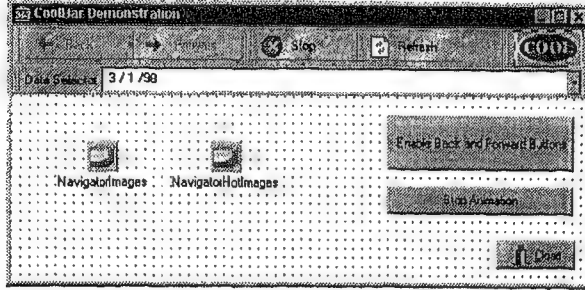 CoolBar Demonstration
Back Forward Stop Refresh COOL
Date Selector 3 / 1 /98
Enable Back and Forward Buttons
NavigatorImages NavigatorHotImages
Stop Animation
Close